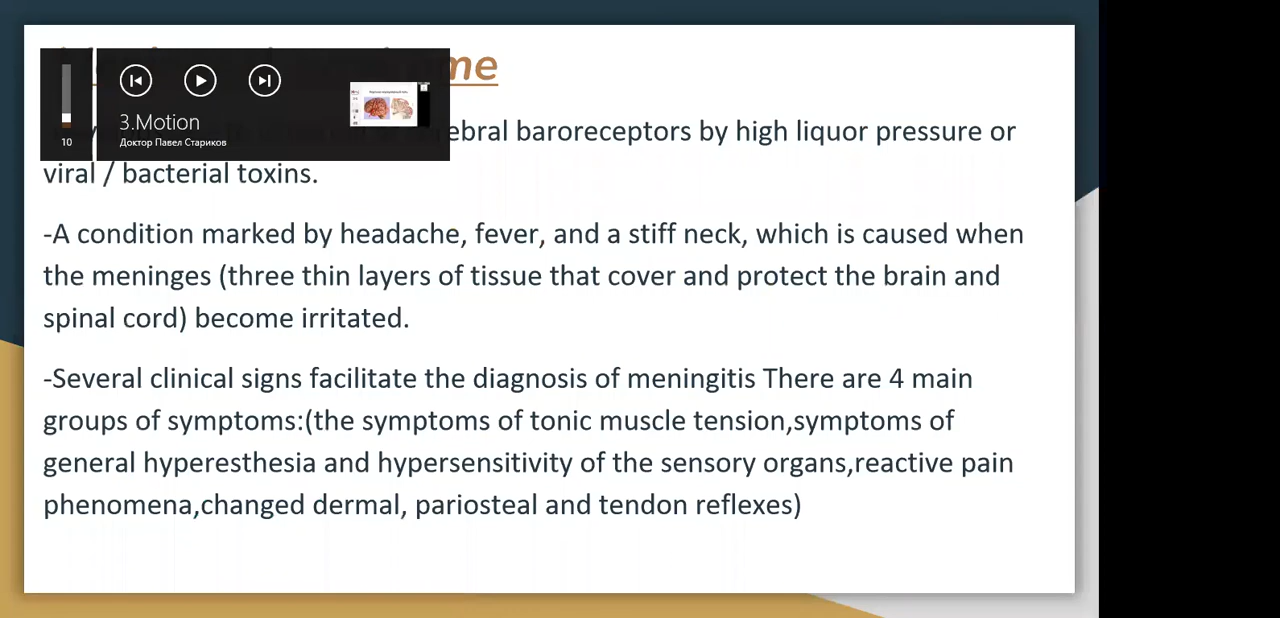 me
3.Motion
10
Доктор Павел Стариков
ebral baroreceptors by high liquor pressure or
viral / bacterial toxins.
-A condition marked by headache, fever, and a stiff neck, which is caused when
the meninges (three thin layers of tissue that cover and protect the brain and
spinal cord) become irritated.
-Several clinical signs facilitate the diagnosis of meningitis There are 4 main
groups of symptoms:(the symptoms of tonic muscle tension,symptoms of
general hyperesthesia and hypersensitivity of the sensory organs,reactive pain
phenomena,changed dermal, pariosteal and tendon reflexes)